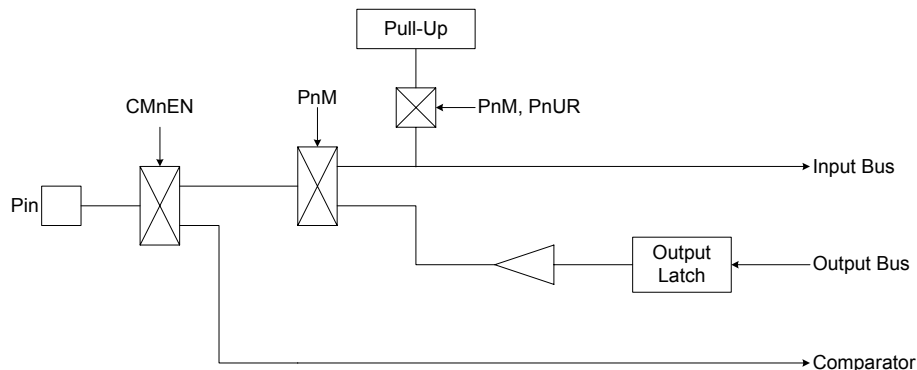 Pull-Up
CMnEN
PnM
PnM, PnUR
Input Bus
Pin
Output
Latch
Output Bus
Comparator